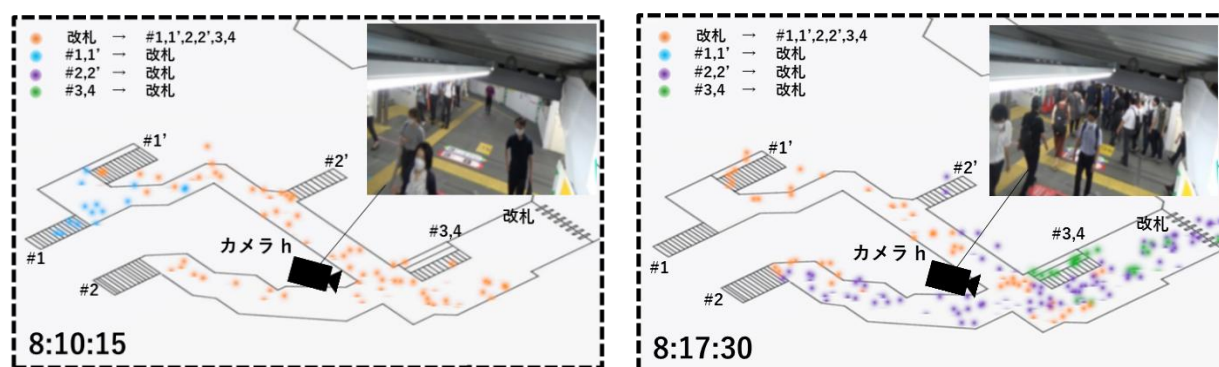 改札 → #1,1',2,2',3,4
#1,1' → 改札
#2,2' → 改札
#3,4 → 改札
#1'
#2'
改札
#3,4
カメラ h
#1
#2
8:10:15
改札 → #1,1',2,2',3,4
#1,1' → 改札
#2,2' → 改札
#3,4 → 改札
#1'
#2'
改札
#3,4
カメラ h
#1
#2
8:17:30